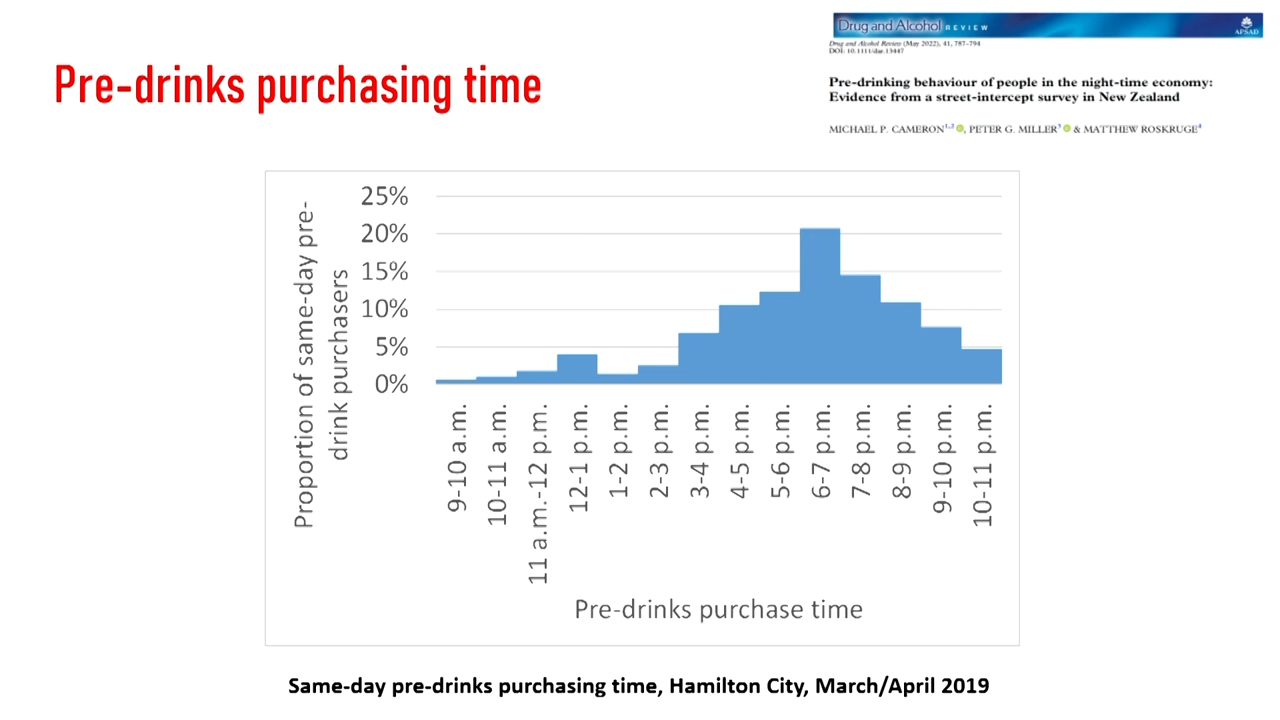 Pre-drinks purchasing time
Drug and Alcohol REVIEW
APSAD
Drug and Alcohol Review (May 2022), 41, 787–794
DOI: 10.1111/dar.13447
Pre-drinking behaviour of people in the night-time economy:
Evidence from a street-intercept survey in New Zealand
MICHAEL P. CAMERON1,2, PETER G. MILLER3 & MATTHEW ROSKRUGE4
Proportion of same-day pre-
drink purchasers
25%
20%
15%
10%
5%
0%
9-10 a.m.
10-11 a.m.
11 a.m.-12 p.m.
12-1 p.m.
1-2 p.m.
2-3 p.m.
3-4 p.m.
4-5 p.m.
5-6 p.m.
6-7 p.m.
7-8 p.m.
8-9 p.m.
9-10 p.m.
10-11 p.m.
Pre-drinks purchase time
Same-day pre-drinks purchasing time, Hamilton City, March/April 2019